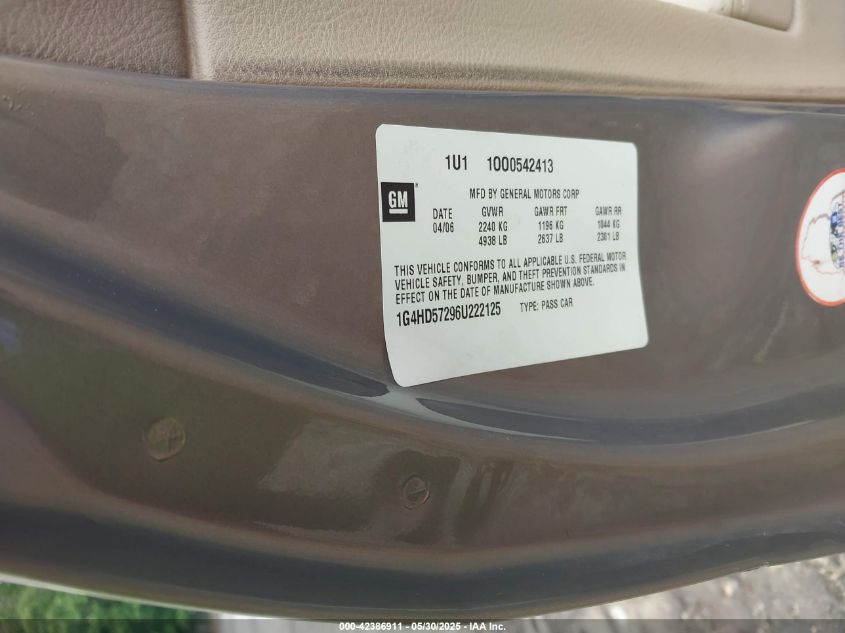 1U1 1000542413
GM
MFD BY GENERAL MOTORS CORP
DATE GVWR GAWR FRT GAWR RR
04/06 2240 KG 1196 KG 1044 KG
4938 LB 2637 LB 2301 LB
THIS VEHICLE CONFORMS TO ALL APPLICABLE U.S. FEDERAL MOTOR
VEHICLE SAFETY, BUMPER, AND THEFT PREVENTION STANDARDS IN
EFFECT ON THE DATE OF MANUFACTURE SHOWN ABOVE.
1G4HD57296U222125 TYPE: PASS CAR
000-42386911 - 05/30/2025 - IAA Inc.